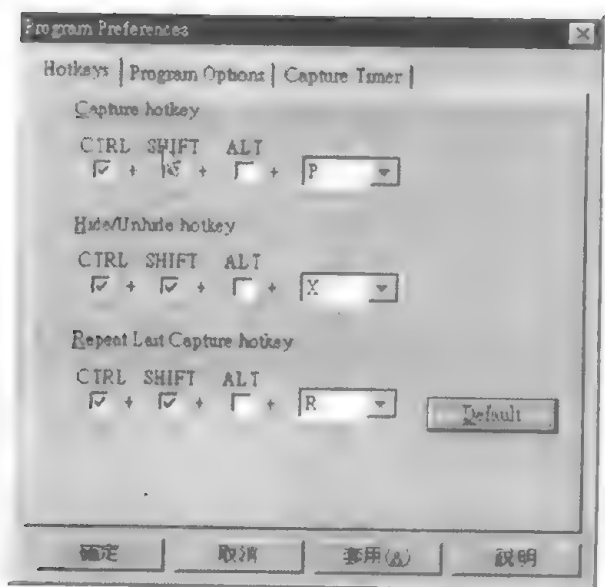 Program Preferences
Hotkeys Program Options Capture Timer
Capture hotkey
CTRL SHIFT ALT
+ + + P
Hide/Unhide hotkey
CTRL SHIFT ALT
+ + + X
Repeat Last Capture hotkey
CTRL SHIFT ALT
+ + + R
Default
確定 取消 套用(A) 說明